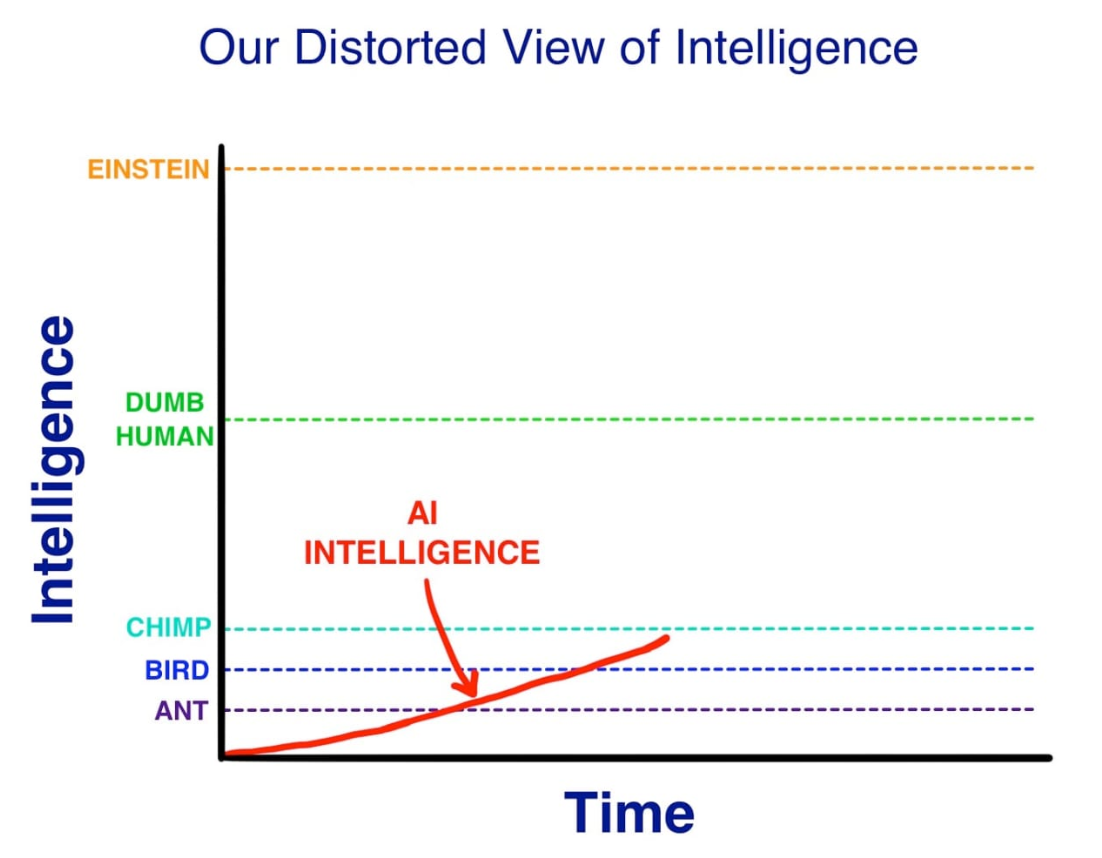 Our Distorted View of Intelligence
EINSTEIN
DUMB
HUMAN
AI
INTELLIGENCE
CHIMP
BIRD
ANT
Intelligence
Time